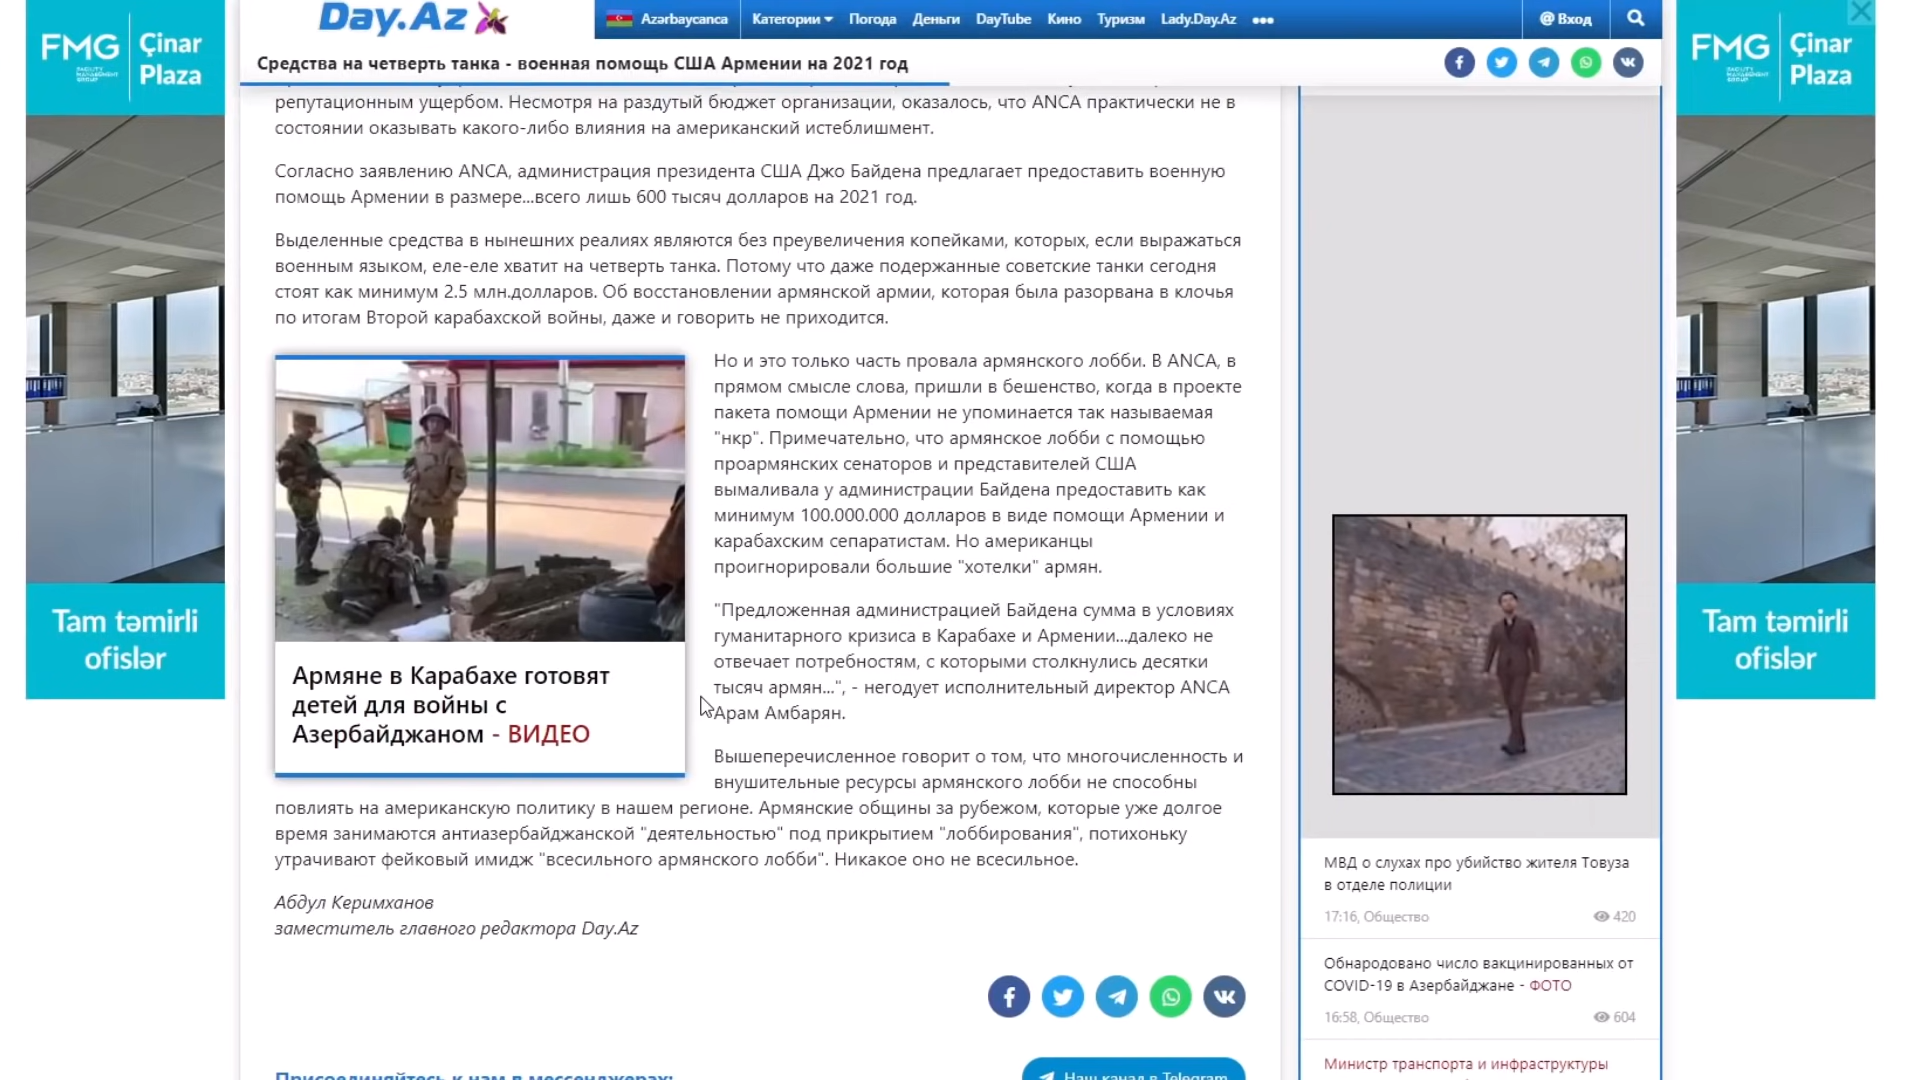 FMG
Çinar
Plaza
Tam təmirli
ofislər
Day.Az
Azərbaycanca
Категории
Погода
Деньги
DayTube
Кино
Туризм
Lady.Day.Az
@ Вход
Средства на четверть танка - военная помощь США Армении на 2021 год
репутационным ущербом. Несмотря на раздутый бюджет организации, оказалось, что ANCA практически не в
состоянии оказывать какого-либо влияния на американский истеблишмент.
Согласно заявлению ANCA, администрация президента США Джо Байдена предлагает предоставить военную
помощь Армении в размере...всего лишь 600 тысяч долларов на 2021 год.
Выделенные средства в нынешних реалиях являются без преувеличения копейками, которых, если выражаться
военным языком, еле-еле хватит на четверть танка. Потому что даже подержанные советские танки сегодня
стоят как минимум 2.5 млн.долларов. Об восстановлении армянской армии, которая была разорвана в клочья
по итогам Второй карабахской войны, даже и говорить не приходится.
Армяне в Карабахе готовят
детей для войны с
Азербайджаном - ВИДЕО
Но и это только часть провала армянского лобби. В ANCA, в
прямом смысле слова, пришли в бешенство, когда в проекте
пакета помощи Армении не упоминается так называемая
"нкр". Примечательно, что армянское лобби с помощью
проармянских сенаторов и представителей США
вымаливала у администрации Байдена предоставить как
минимум 100.000.000 долларов в виде помощи Армении и
карабахским сепаратистам. Но американцы
проигнорировали большие "хотелки" армян.
"Предложенная администрацией Байдена сумма в условиях
гуманитарного кризиса в Карабахе и Армении...далеко не
отвечает потребностям, с которыми столкнулись десятки
тысяч армян...", - негодует исполнительный директор ANCA
Арам Амбарян.
Вышеперечисленное говорит о том, что многочисленность и
внушительные ресурсы армянского лобби не способны
повлиять на американскую политику в нашем регионе. Армянские общины за рубежом, которые уже долгое
время занимаются антиазербайджанской "деятельностью" под прикрытием "лоббирования", потихоньку
утрачивают фейковый имидж "всесильного армянского лобби". Никакое оно не всесильное.
Абдул Керимханов
заместитель главного редактора Day.Az
Присоединяйтесь к нам в мессенджерах:
Наш канал в Telegram
МВД о слухах про убийство жителя Товуза
в отделе полиции
17:16, Общество
420
Обнародовано число вакцинированных от
COVID-19 в Азербайджане - ФОТО
16:58, Общество
604
Министр транспорта и инфраструктуры
FMG
Çinar
Plaza
Tam təmirli
ofislər